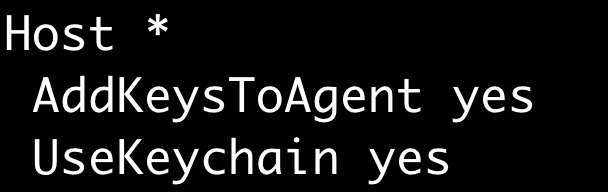 Host *
 AddKeysToAgent yes
 UseKeychain yes